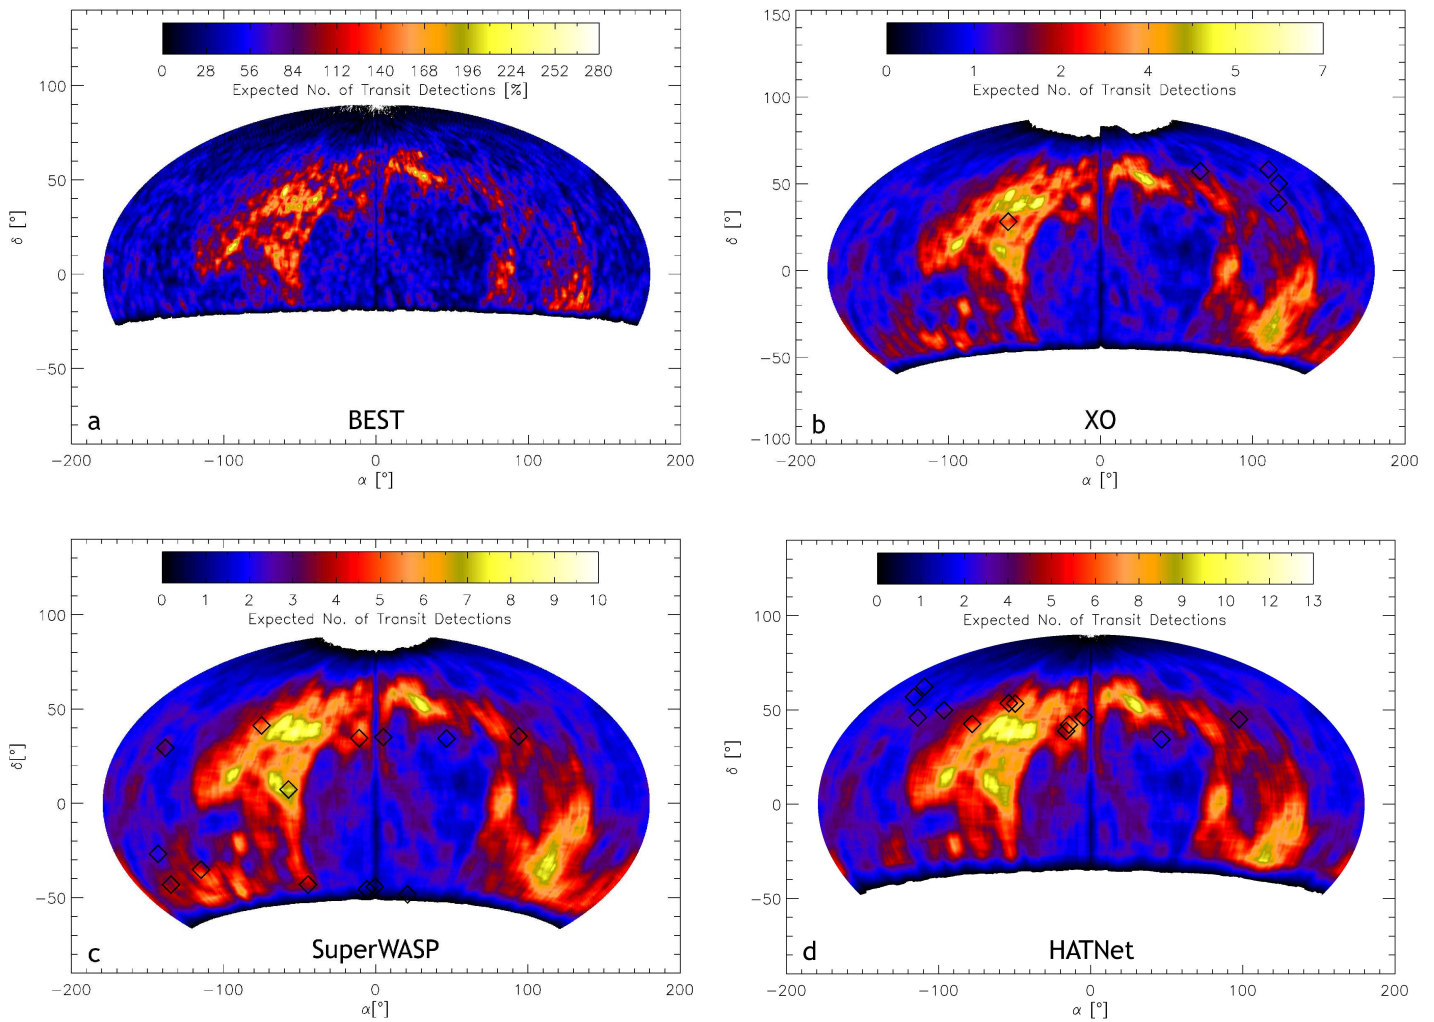 0 28 56 84 112 140 168 196 224 252 280
Expected No. of Transit Detections [%]
100
50
0
−50
δ [°]
a
BEST
−200 −100 0 100 200
α [°]
150
100
50
0
−50
−100
δ [°]
0 1 2 4 5 7
Expected No. of Transit Detections
b
XO
−200 −100 0 100 200
α [°]
0 1 2 3 4 5 6 7 8 9 10
Expected No. of Transit Detections
100
50
0
−50
δ[°]
c
SuperWASP
−200 −100 0 100 200
α[°]
0 1 2 4 5 6 8 9 10 12 13
Expected No. of Transit Detections
100
50
0
−50
δ [°]
d
HATNet
−200 −100 0 100 200
α [°]